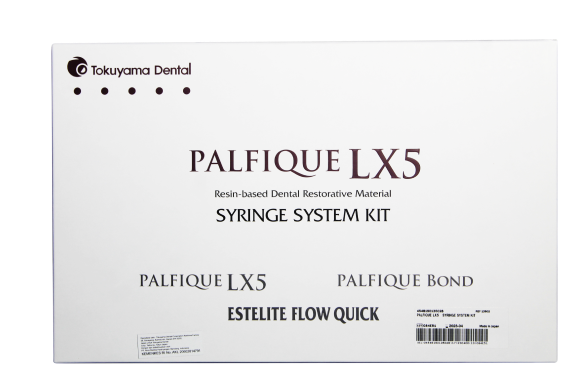 Tokuyama Dental
PALFIQUE LX5
Resin-based Dental Restorative Material
SYRINGE SYSTEM KIT
PALFIQUE LX5
PALFIQUE BOND
ESTELITE FLOW QUICK
PALFIQUE LX5 SYRINGE SYSTEM KIT
Made in Japan